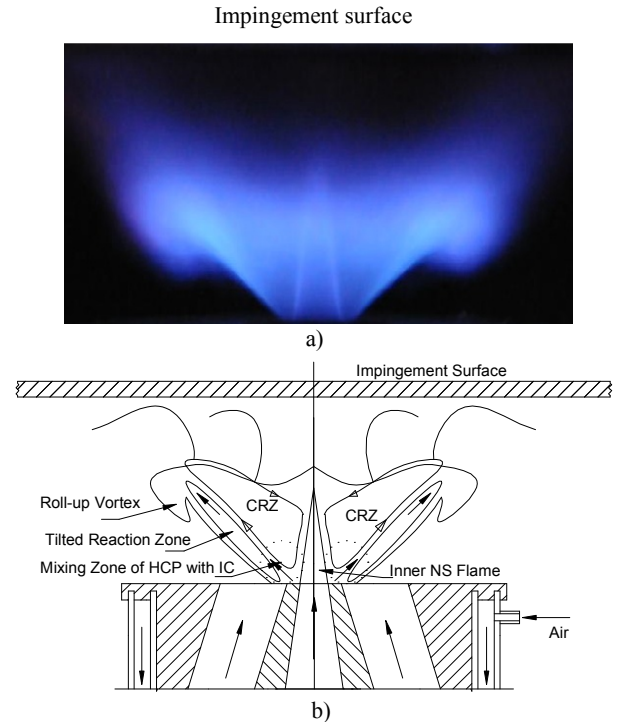 Impingement surface
a)
Impingement Surface
CRZ
CRZ
Roll-up Vortex
Tilted Reaction Zone
Mixing Zone of HCP with IC
Inner NS Flame
Air
b)